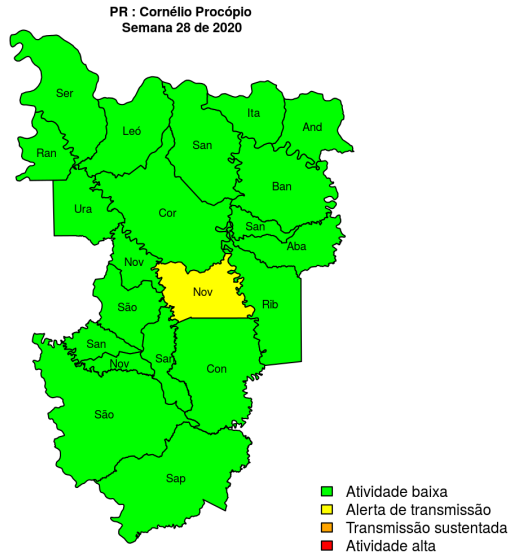 PR : Cornélio Procópio
Semana 28 de 2020
Ser
Ita
Leó
And
San
Ran
Ban
Ura
Cor
San
Aba
Nov
Nov
Rib
São
San
San
Nov
Con
São
Sap
Atividade baixa
Alerta de transmissão
Transmissão sustentada
Atividade alta